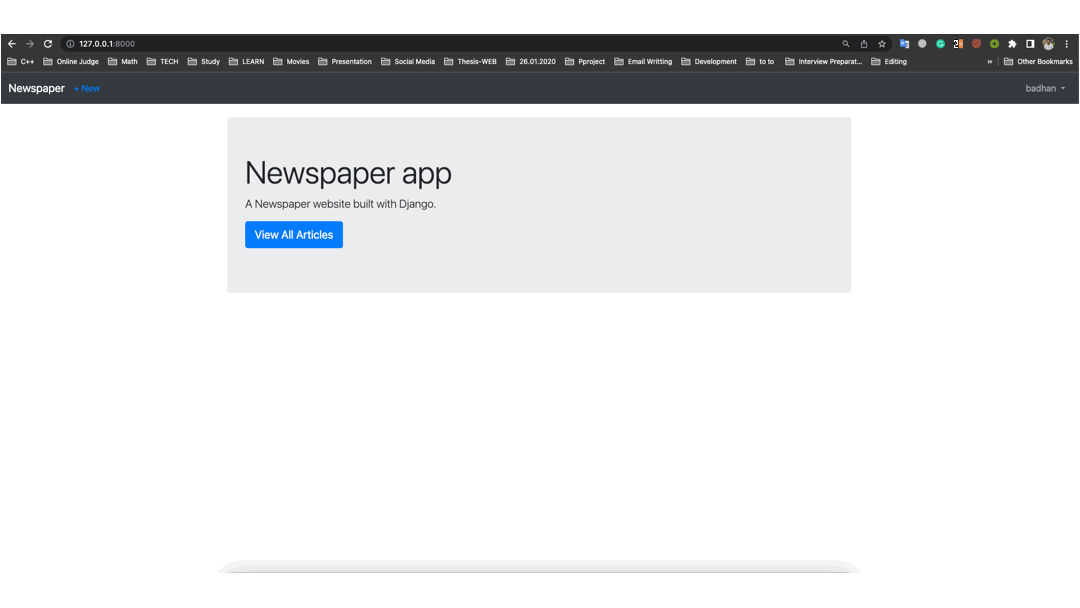 127.0.0.1:8000
C++ Online Judge Math TECH Study LEARN Movies Presentation Social Media Thesis-WEB 26.01.2020 Pproject Email Writting Development to to Interview Preparat... Editing » Other Bookmarks
Newspaper + New badhan
Newspaper app
A Newspaper website built with Django.
View All Articles